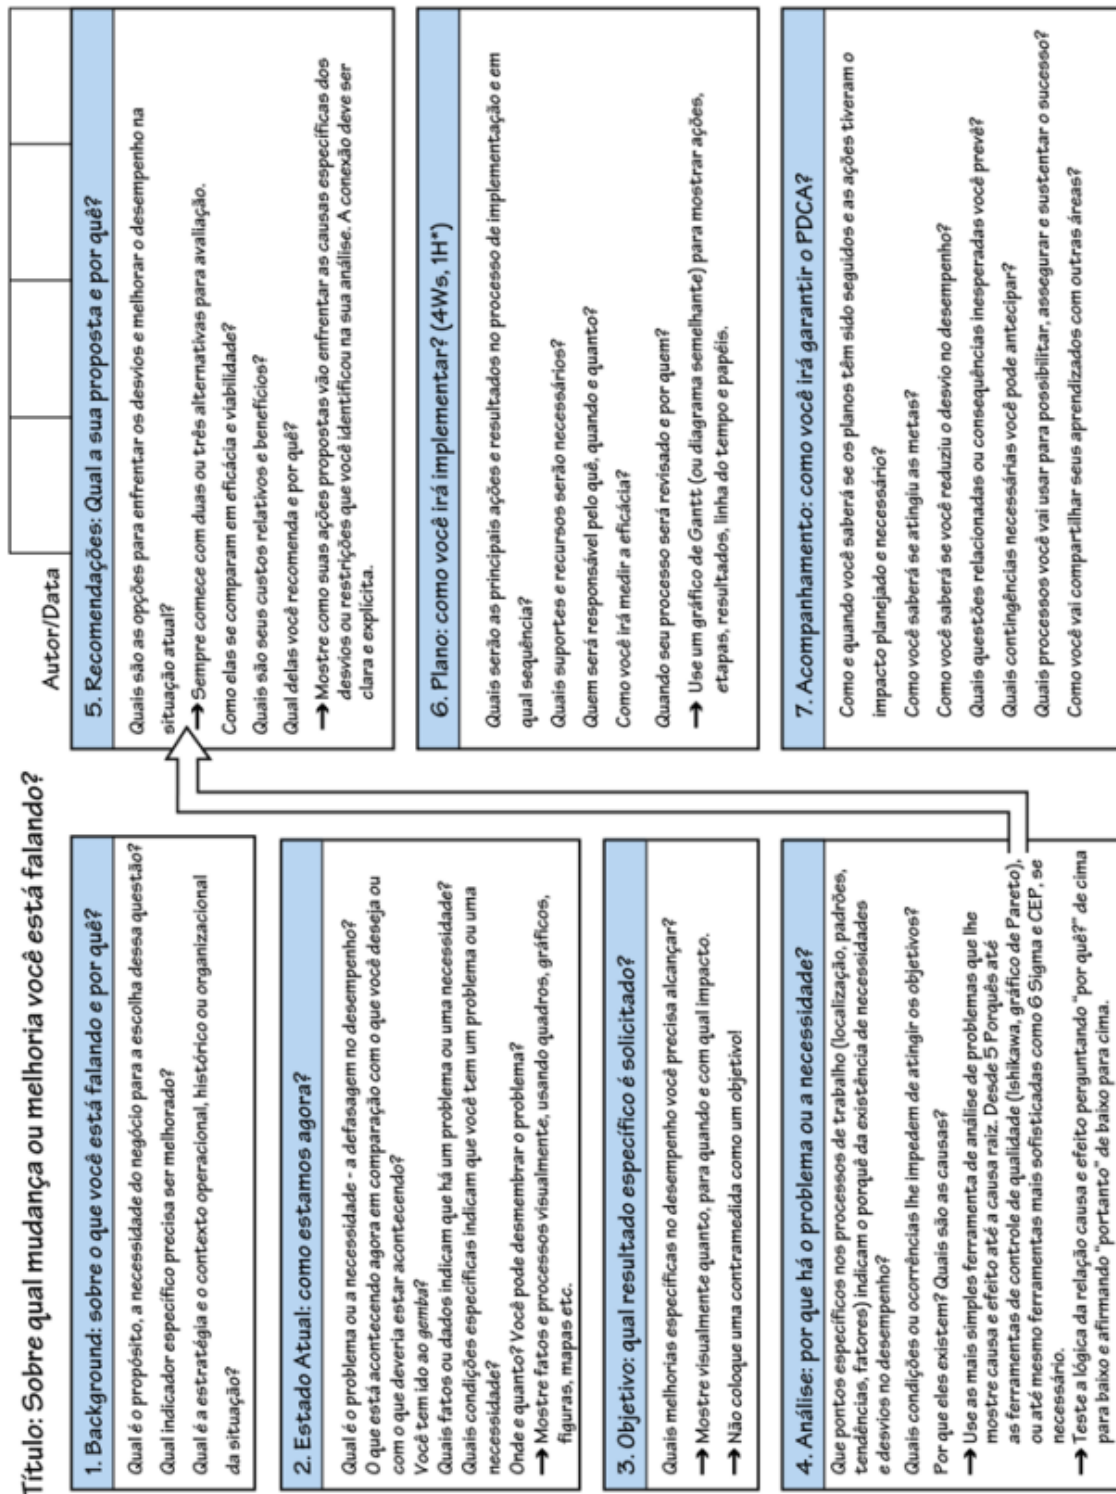 Título: Sobre qual mudança ou melhoria você está falando?
Autor/Data
1. Background: sobre o que você está falando e por quê?
Qual é o propósito, a necessidade do negócio para a escolha dessa questão?
Qual indicador específico precisa ser melhorado?
Qual é a estratégia e o contexto operacional, histórico ou organizacional
da situação?
2. Estado Atual: como estamos agora?
Qual é o problema ou a necessidade - a defasagem no desempenho?
O que está acontecendo agora em comparação com o que você deseja ou
com o que deveria estar acontecendo?
Você tem ido ao gemba?
Quais fatos ou dados indicam que há um problema ou uma necessidade?
Quais condições específicas indicam que você tem um problema ou uma
necessidade?
Onde e quanto? Você pode desmembrar o problema?
→ Mostre fatos e processos visualmente, usando quadros, gráficos,
figuras, mapas etc.
3. Objetivo: qual resultado específico é solicitado?
Quais melhorias específicas no desempenho você precisa alcançar?
→ Mostre visualmente quanto, para quando e com qual impacto.
→ Não coloque uma contramedida como um objetivo!
4. Análise: por que há o problema ou a necessidade?
Que pontos específicos nos processos de trabalho (localização, padrões,
tendências, fatores) indicam o porquê da existência de necessidades
e desvios no desempenho?
Quais condições ou ocorrências lhe impedem de atingir os objetivos?
Por que eles existem? Quais são as causas?
→ Use as mais simples ferramenta de análise de problemas que lhe
mostre causa e efeito até a causa raiz. Desde 5 Porquês até
as ferramentas de controle de qualidade (Ishikawa, gráfico de Pareto),
ou até mesmo ferramentas mais sofisticadas como 6 Sigma e CEP, se
necessário.
→ Teste a lógica da relação causa e efeito perguntando "por quê?" de cima
para baixo e afirmando "portanto" de baixo para cima.
5. Recomendações: Qual a sua proposta e por quê?
Quais são as opções para enfrentar os desvios e melhorar o desempenho na
situação atual?
→ Sempre comece com duas ou três alternativas para avaliação.
Como elas se comparam em eficácia e viabilidade?
Quais são seus custos relativos e benefícios?
Qual delas você recomenda e por quê?
→ Mostre como suas ações propostas vão enfrentar as causas específicas dos
desvios ou restrições que você identificou na sua análise. A conexão deve ser
clara e explícita.
6. Plano: como você irá implementar? (4Ws, 1H*)
Quais serão as principais ações e resultados no processo de implementação e em
qual sequência?
Quais suportes e recursos serão necessários?
Quem será responsável pelo quê, quando e quanto?
Como você irá medir a eficácia?
Quando seu processo será revisado e por quem?
→ Use um gráfico de Gantt (ou diagrama semelhante) para mostrar ações,
etapas, resultados, linha do tempo e papéis.
7. Acompanhamento: como você irá garantir o PDCA?
Como e quando você saberá se os planos têm sido seguidos e as ações tiveram o
impacto planejado e necessário?
Como você saberá se atingiu as metas?
Como você saberá se você reduziu o desvio no desempenho?
Quais questões relacionadas ou consequências inesperadas você prevê?
Quais contingências necessárias você pode antecipar?
Quais processos você vai usar para possibilitar, assegurar e sustentar o sucesso?
Como você vai compartilhar seus aprendizados com outras áreas?